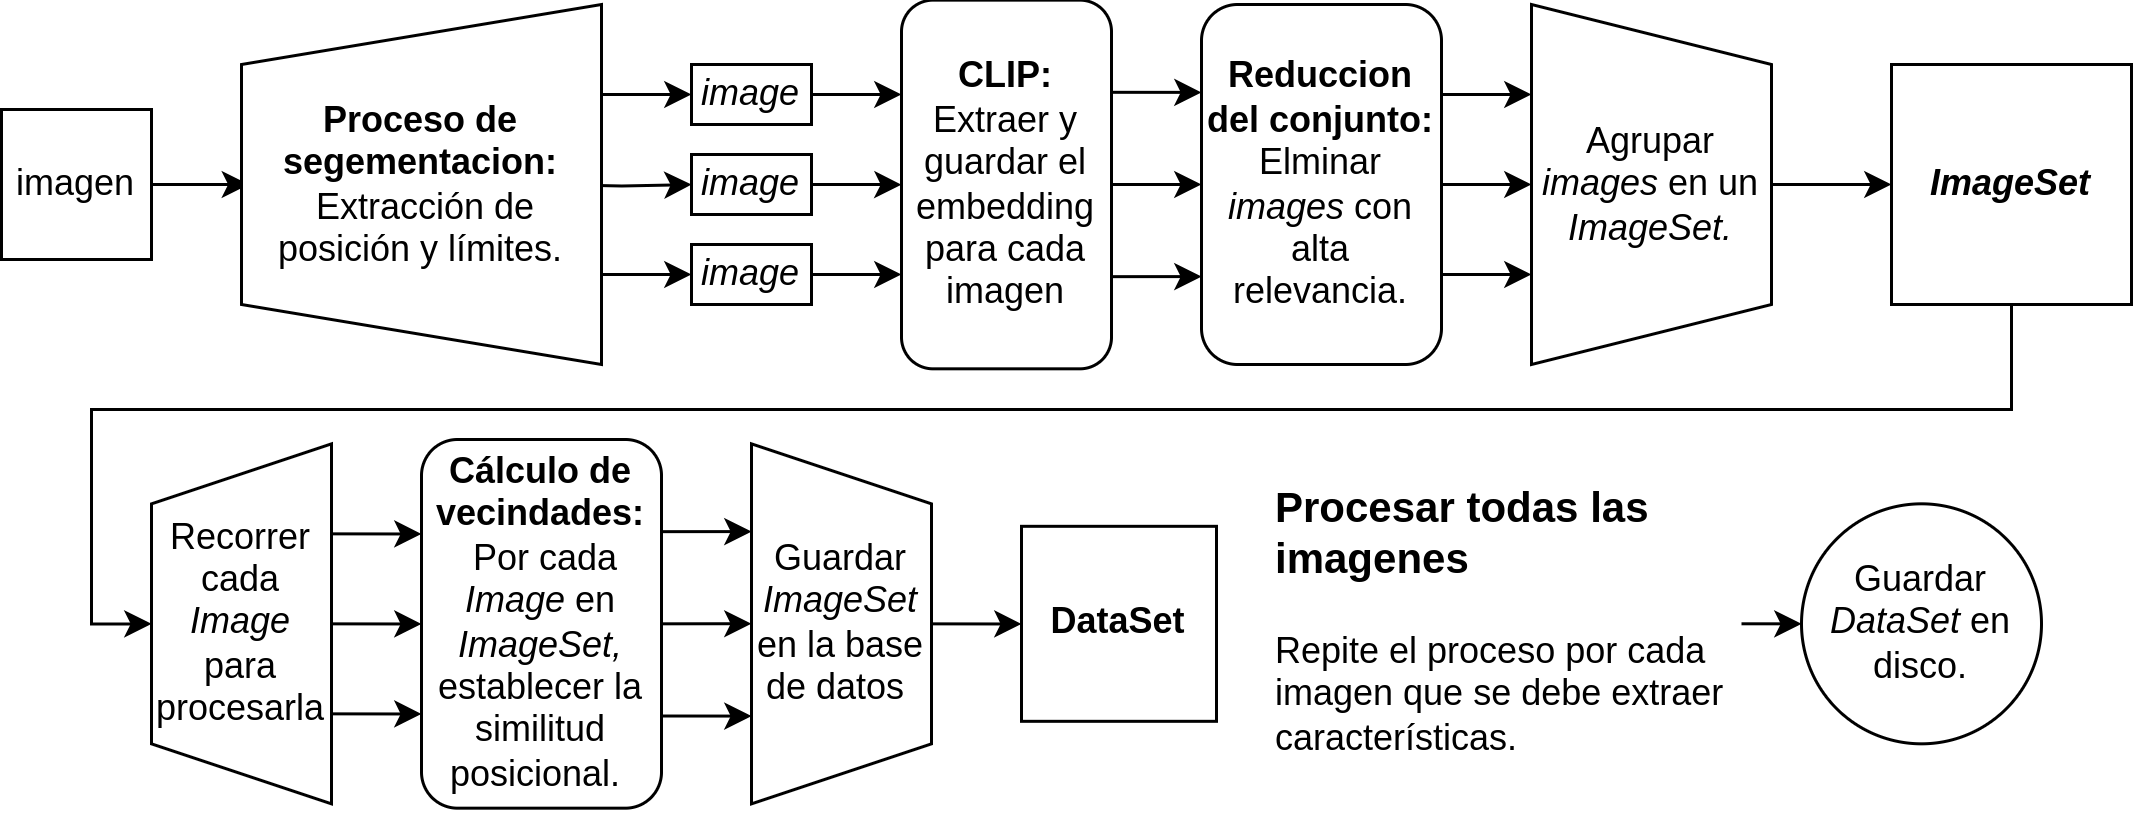 imagen
Proceso de
segementacion:
Extracción de
posición y límites.
image
image
image
CLIP:
Extraer y
guardar el
embedding
para cada
imagen
Reduccion
del conjunto:
Elminar
images con
alta
relevancia.
Agrupar
images en un
ImageSet.
ImageSet
Recorrer
cada
Image
para
procesarla
Cálculo de
vecindades:
Por cada
Image en
ImageSet,
establecer la
similitud
posicional.
Guardar
ImageSet
en la base
de datos
DataSet
Procesar todas las
imagenes
Repite el proceso por cada
imagen que se debe extraer
características.
Guardar
DataSet en
disco.